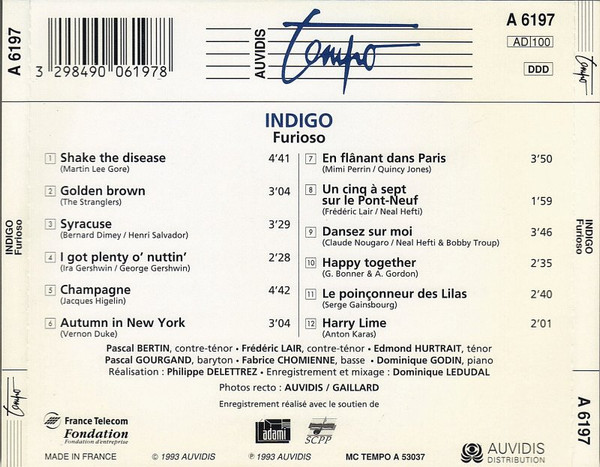 A 6197
3 298490 061978
AUVIDIS
Tempo
A 6197
AD 100
DDD
Tempo
INDIGO
Furioso
1 Shake the disease 4'41
(Martin Lee Gore)
2 Golden brown 3'04
(The Stranglers)
3 Syracuse 3'29
(Bernard Dimey / Henri Salvador)
4 I got plenty o' nuttin' 2'28
(Ira Gershwin / George Gershwin)
5 Champagne 4'42
(Jacques Higelin)
6 Autumn in New York 3'04
(Vernon Duke)
7 En flânant dans Paris 3'50
(Mimi Perrin / Quincy Jones)
8 Un cinq à sept
sur le Pont-Neuf 1'59
(Frédéric Lair / Neal Hefti)
9 Dansez sur moi 3'46
(Claude Nougaro / Neal Hefti & Bobby Troup)
10 Happy together 2'35
(G. Bonner & A. Gordon)
11 Le poinçonneur des Lilas 2'40
(Serge Gainsbourg)
12 Harry Lime 2'01
(Anton Karas)
Pascal BERTIN, contre-ténor • Frédéric LAIR, contre-ténor • Edmond HURTRAIT, ténor
Pascal GOURGAND, baryton • Fabrice CHOMIENNE, basse • Dominique GODIN, piano
Réalisation : Philippe DELETTREZ • Enregistrement et mixage : Dominique LEDUDAL
Photos recto : AUVIDIS / GAILLARD
Enregistrement réalisé avec le soutien de
France Telecom
Fondation
Fondation d'entreprise
adami
SCPP
MADE IN FRANCE
© 1993 AUVIDIS
℗ 1993 AUVIDIS
MC TEMPO A 53037
AUVIDIS
DISTRIBUTION
INDIGO
Furioso
Tempo
INDIGO
Furioso
A 6197